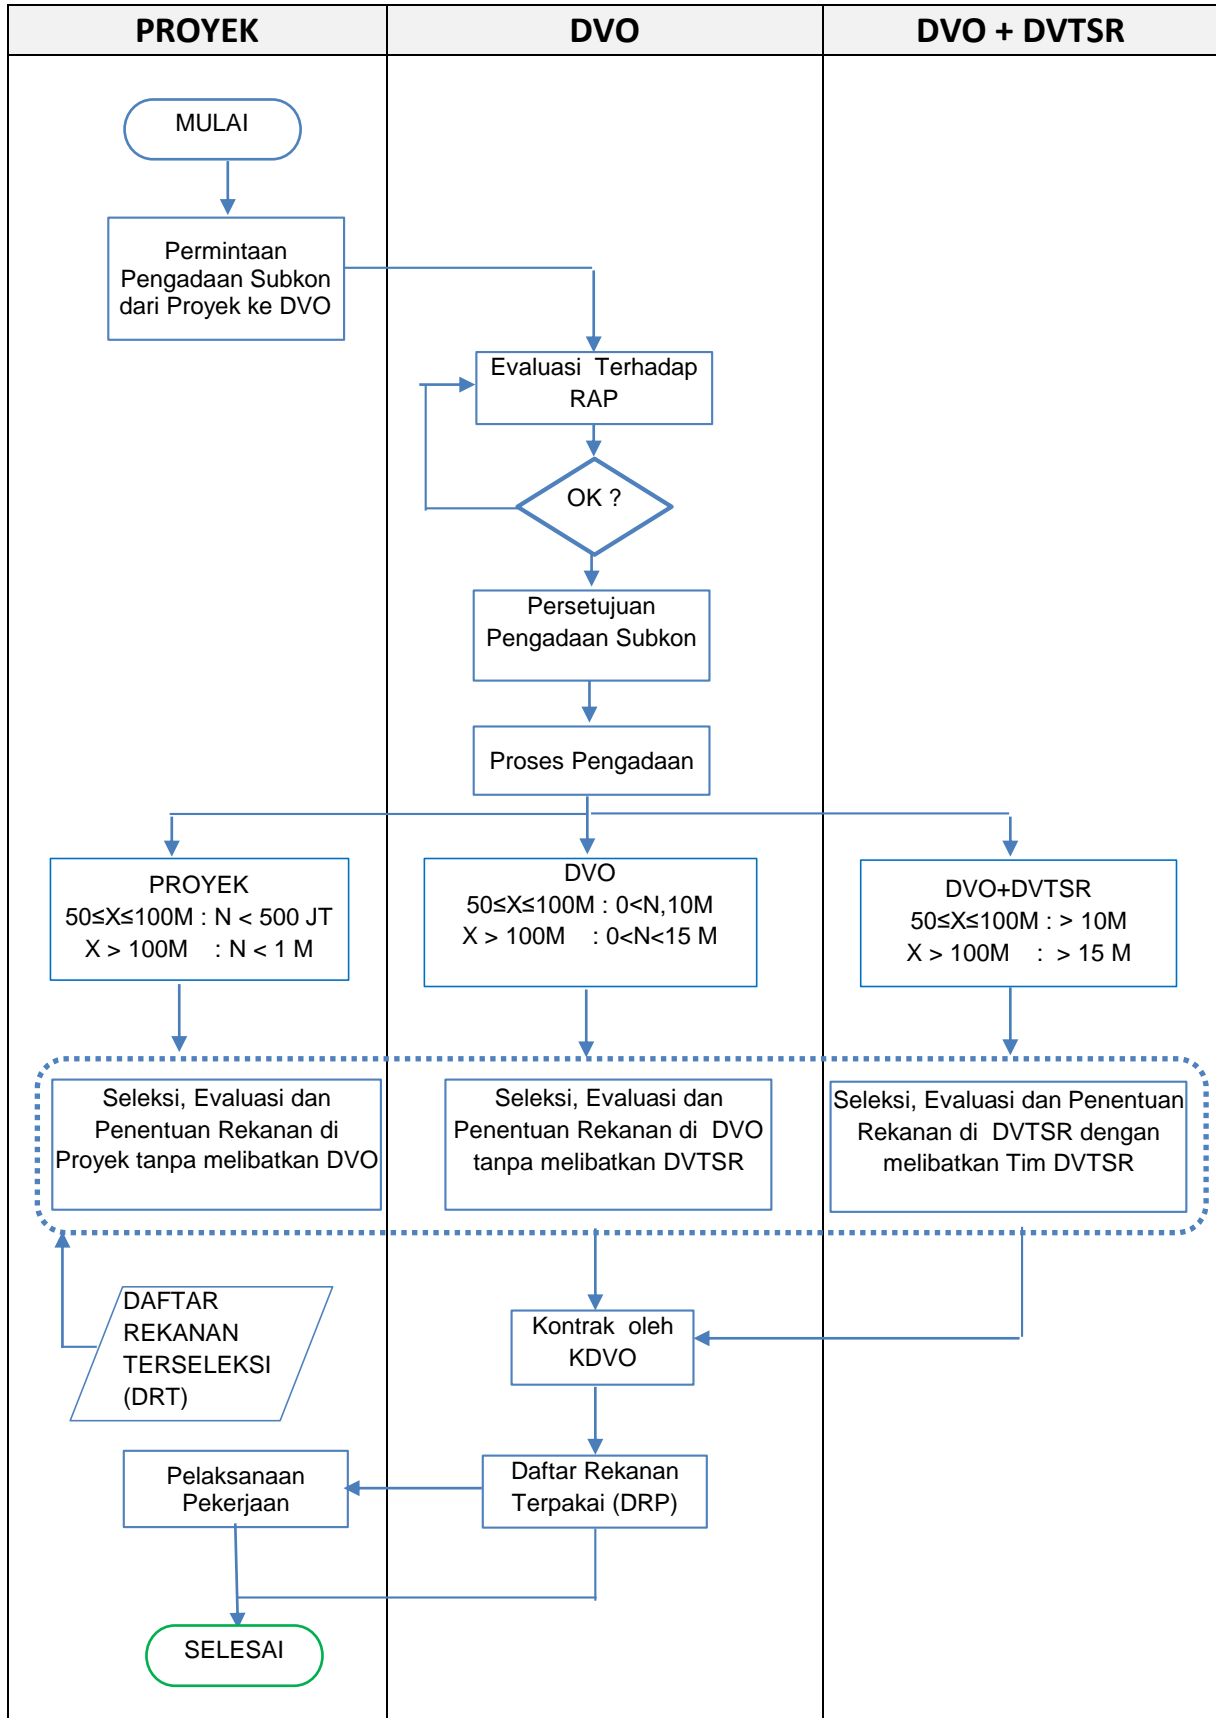 PROYEK
DVO
DVO + DVTSR
MULAI
Permintaan
Pengadaan Subkon
dari Proyek ke DVO
Evaluasi Terhadap
RAP
OK ?
Persetujuan
Pengadaan Subkon
Proses Pengadaan
PROYEK
50≤X≤100M : N < 500 JT
X > 100M : N < 1 M
DVO
50≤X≤100M : 0<N,10M
X > 100M : 0<N<15 M
DVO+DVTSR
50≤X≤100M : > 10M
X > 100M : > 15 M
Seleksi, Evaluasi dan
Penentuan Rekanan di
Proyek tanpa melibatkan DVO
Seleksi, Evaluasi dan
Penentuan Rekanan di DVO
tanpa melibatkan DVTSR
Seleksi, Evaluasi dan Penentuan
Rekanan di DVTSR dengan
melibatkan Tim DVTSR
DAFTAR
REKANAN
TERSELEKSI
(DRT)
Kontrak oleh
KDVO
Pelaksanaan
Pekerjaan
Daftar Rekanan
Terpakai (DRP)
SELESAI